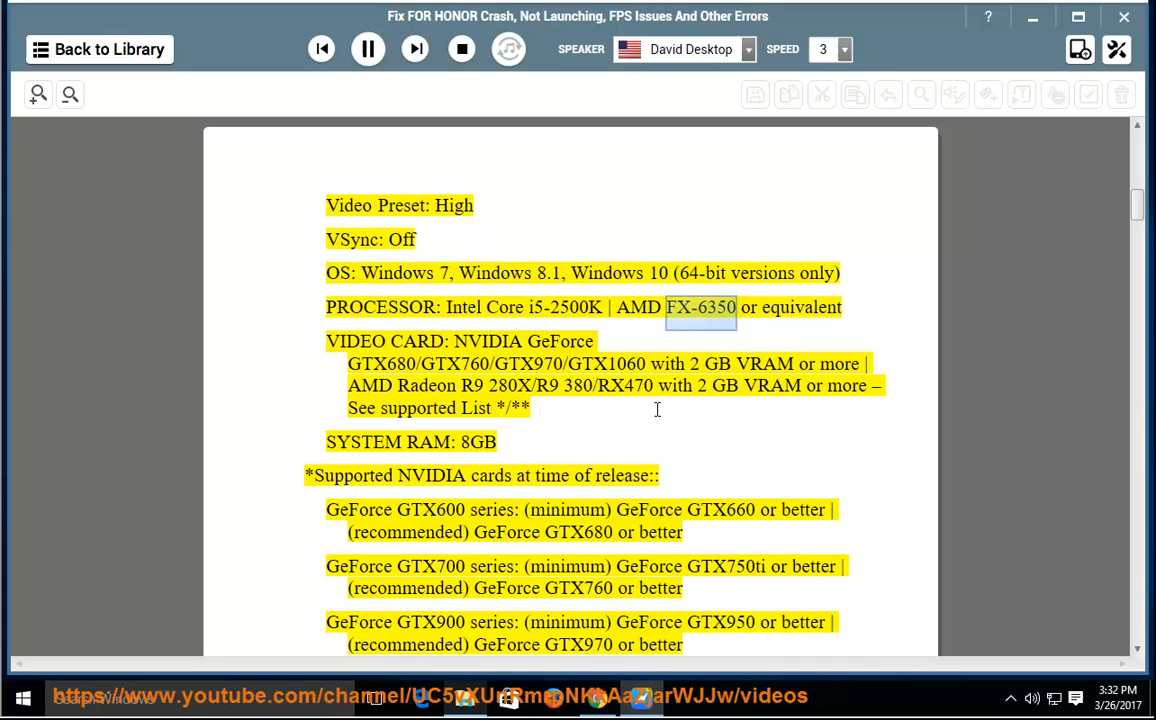 Fix FOR HONOR Crash, Not Launching, FPS Issues And Other Errors
?
Back to Library
SPEAKER
David Desktop
SPEED
3
Video Preset: High
VSync: Off
OS: Windows 7, Windows 8.1, Windows 10 (64-bit versions only)
PROCESSOR: Intel Core i5-2500K | AMD FX-6350 or equivalent
VIDEO CARD: NVIDIA GeForce
GTX680/GTX760/GTX970/GTX1060 with 2 GB VRAM or more |
AMD Radeon R9 280X/R9 380/RX470 with 2 GB VRAM or more –
See supported List */**
SYSTEM RAM: 8GB
*Supported NVIDIA cards at time of release::
GeForce GTX600 series: (minimum) GeForce GTX660 or better |
(recommended) GeForce GTX680 or better
GeForce GTX700 series: (minimum) GeForce GTX750ti or better |
(recommended) GeForce GTX760 or better
GeForce GTX900 series: (minimum) GeForce GTX950 or better |
(recommended) GeForce GTX970 or better
3:32 PM
3/26/2017